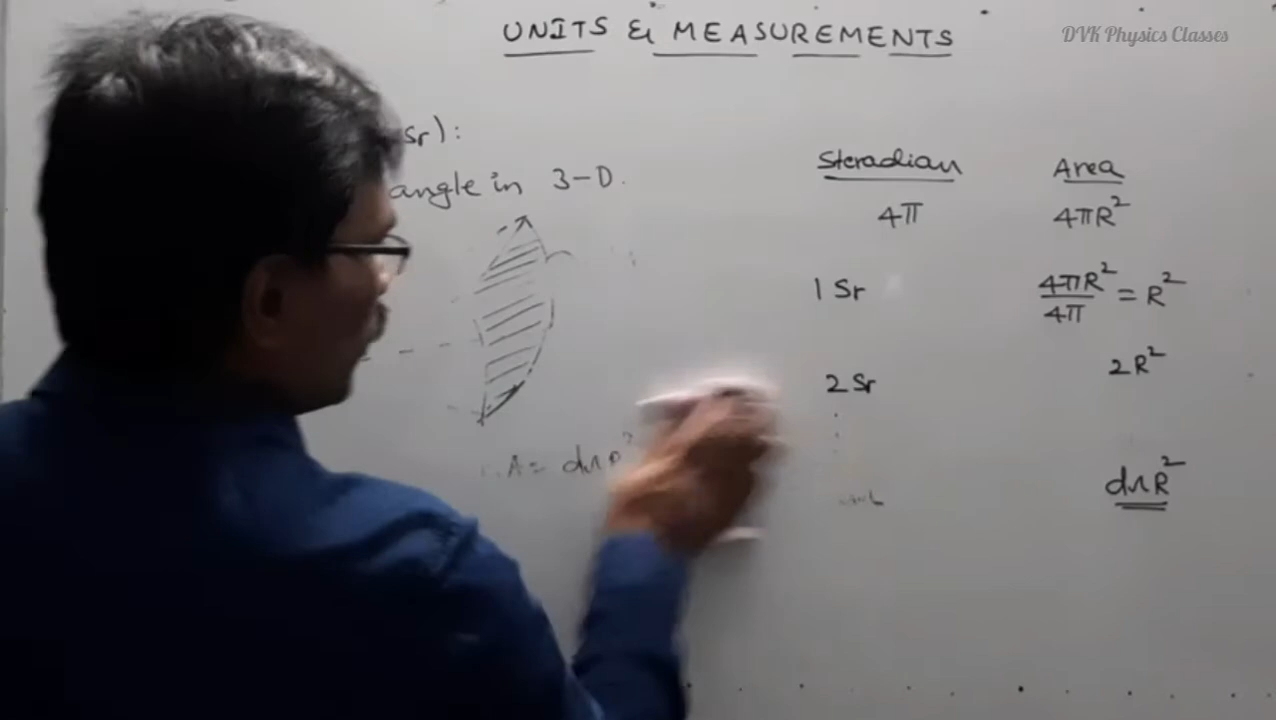 UNITS & MEASUREMENTS
DVK Physics Classes
Sr):
angle in 3-D.
Steradian Area
4π 4πR²
1 Sr 4πR²/4π = R²
2 Sr 2R²
A = dΩR²
dΩR²